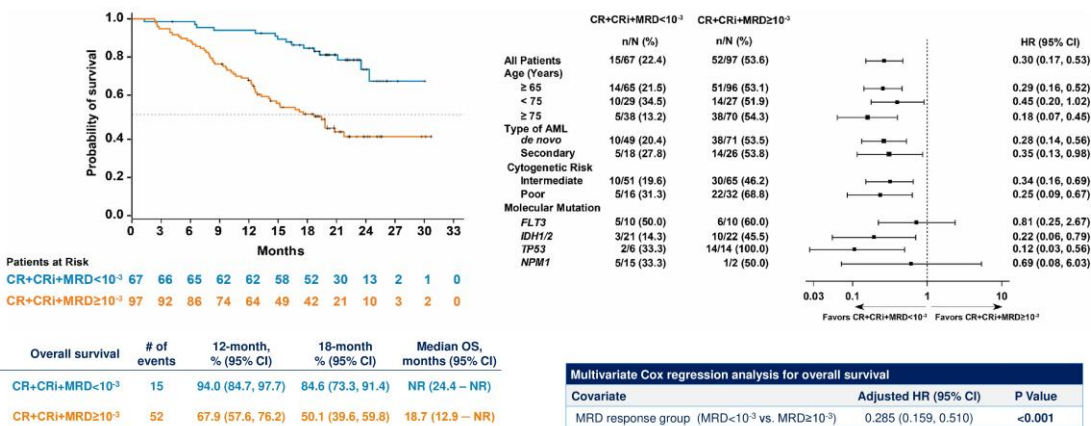 1.0
0.8
0.6
0.4
0.2
0.0
Probability of survival
0 3 6 9 12 15 18 21 24 27 30 33
Months
Patients at Risk
CR+CRi+MRD<10⁻³ 67 66 65 62 62 58 52 30 13 2 1 0
CR+CRi+MRD≥10⁻³ 97 92 86 74 64 49 42 21 10 3 2 0
CR+CRi+MRD<10⁻³ CR+CRi+MRD≥10⁻³
n/N (%) n/N (%) HR (95% CI)
All Patients 15/67 (22.4) 52/97 (53.6) 0.30 (0.17, 0.53)
Age (Years)
≥ 65 14/65 (21.5) 51/96 (53.1) 0.29 (0.16, 0.52)
< 75 10/29 (34.5) 14/27 (51.9) 0.45 (0.20, 1.02)
≥ 75 5/38 (13.2) 38/70 (54.3) 0.18 (0.07, 0.45)
Type of AML
de novo 10/49 (20.4) 38/71 (53.5) 0.28 (0.14, 0.56)
Secondary 5/18 (27.8) 14/26 (53.8) 0.35 (0.13, 0.98)
Cytogenetic Risk
Intermediate 10/51 (19.6) 30/65 (46.2) 0.34 (0.16, 0.69)
Poor 5/16 (31.3) 22/32 (68.8) 0.25 (0.09, 0.67)
Molecular Mutation
FLT3 5/10 (50.0) 6/10 (60.0) 0.81 (0.25, 2.67)
IDH1/2 3/21 (14.3) 10/22 (45.5) 0.22 (0.06, 0.79)
TP53 2/6 (33.3) 14/14 (100.0) 0.12 (0.03, 0.56)
NPM1 5/15 (33.3) 1/2 (50.0) 0.69 (0.08, 6.03)
0.03 0.1 1 10
Favors CR+CRi+MRD<10⁻³ Favors CR+CRi+MRD≥10⁻³
Overall survival # of events 12-month, % (95% CI) 18-month % (95% CI) Median OS, months (95% CI)
CR+CRi+MRD<10⁻³ 15 94.0 (84.7, 97.7) 84.6 (73.3, 91.4) NR (24.4 – NR)
CR+CRi+MRD≥10⁻³ 52 67.9 (57.6, 76.2) 50.1 (39.6, 59.8) 18.7 (12.9 – NR)
Multivariate Cox regression analysis for overall survival
Covariate Adjusted HR (95% CI) P Value
MRD response group (MRD<10⁻³ vs. MRD≥10⁻³) 0.285 (0.159, 0.510) <0.001